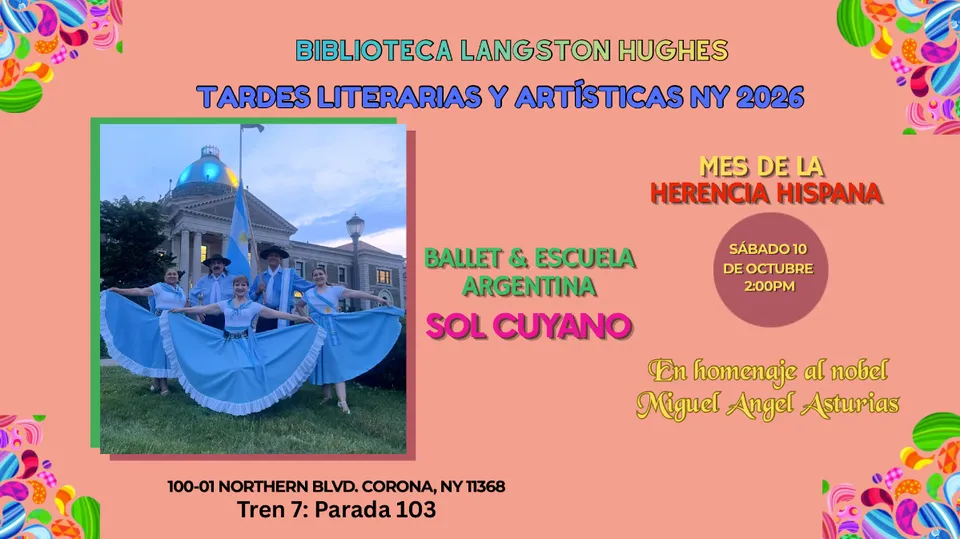 BIBLIOTECA LANGSTON HUGHES
TARDES LITERARIAS Y ARTÍSTICAS NY 2026
MES DE LA
HERENCIA HISPANA
SÁBADO 10
DE OCTUBRE
2:00PM
BALLET & ESCUELA
ARGENTINA
SOL CUYANO
En homenaje al nobel
Miguel Angel Asturias
100-01 NORTHERN BLVD. CORONA, NY 11368
Tren 7: Parada 103